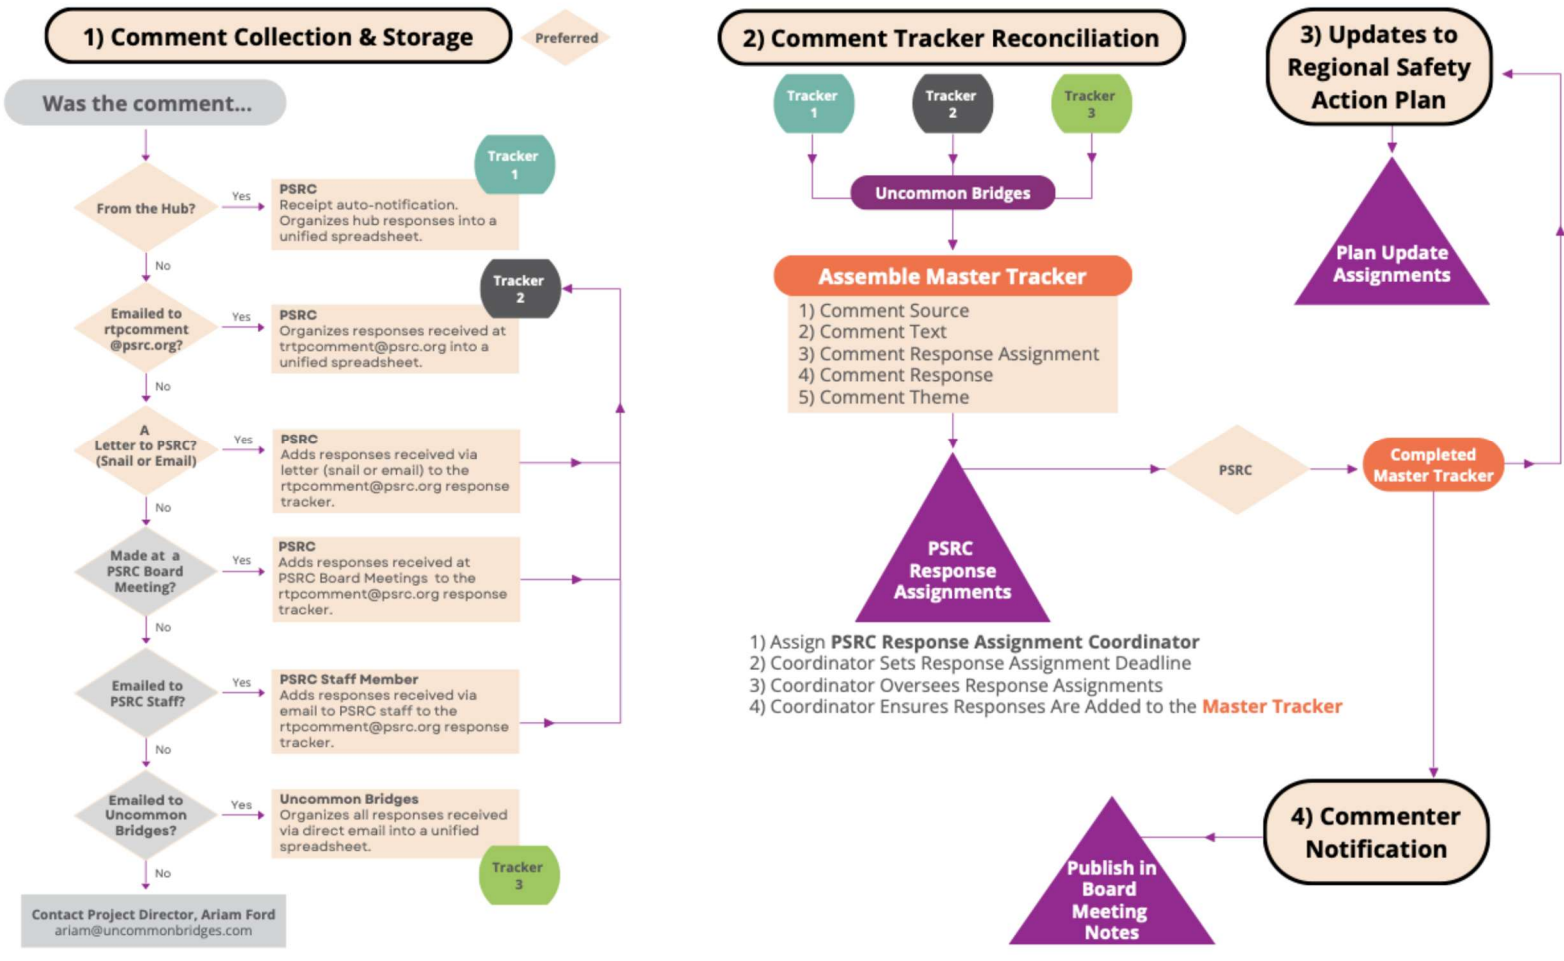 1) Comment Collection & Storage
Preferred
Was the comment...
From the Hub?
Yes
PSRC
Receipt auto-notification.
Organizes hub responses into a
unified spreadsheet.
Tracker
1
No
Emailed to
rtpcomment
@psrc.org?
Yes
PSRC
Organizes responses received at
trtpcomment@psrc.org into a
unified spreadsheet.
Tracker
2
No
A
Letter to PSRC?
(Snail or Email)
Yes
PSRC
Adds responses received via
letter (snail or email) to the
rtpcomment@psrc.org response
tracker.
No
Made at a
PSRC Board
Meeting?
Yes
PSRC
Adds responses received at
PSRC Board Meetings to the
rtpcomment@psrc.org response
tracker.
No
Emailed to
PSRC Staff?
Yes
PSRC Staff Member
Adds responses received via
email to PSRC staff to the
rtpcomment@psrc.org response
tracker.
No
Emailed to
Uncommon
Bridges?
Yes
Uncommon Bridges
Organizes all responses received
via direct email into a unified
spreadsheet.
Tracker
3
No
Contact Project Director, Ariam Ford
ariam@uncommonbridges.com
2) Comment Tracker Reconciliation
Tracker
1
Tracker
2
Tracker
3
Uncommon Bridges
Assemble Master Tracker
1) Comment Source
2) Comment Text
3) Comment Response Assignment
4) Comment Response
5) Comment Theme
PSRC
Response
Assignments
PSRC
Completed
Master Tracker
1) Assign PSRC Response Assignment Coordinator
2) Coordinator Sets Response Assignment Deadline
3) Coordinator Oversees Response Assignments
4) Coordinator Ensures Responses Are Added to the Master Tracker
3) Updates to
Regional Safety
Action Plan
Plan Update
Assignments
4) Commenter
Notification
Publish in
Board
Meeting
Notes